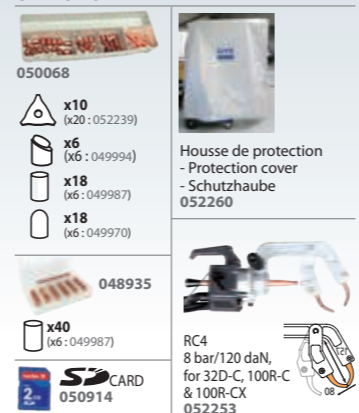 050068
x10
(x20 : 052239)
x6
(x6 : 049994)
x18
(x6 : 049987)
x18
(x6 : 049970)
048935
x40
(x6 : 049987)
SD CARD
050914
Housse de protection
- Protection cover
- Schutzhaube
052260
RC4
8 bar/120 daN,
for 32D-C, 100R-C
& 100R-CX
052253